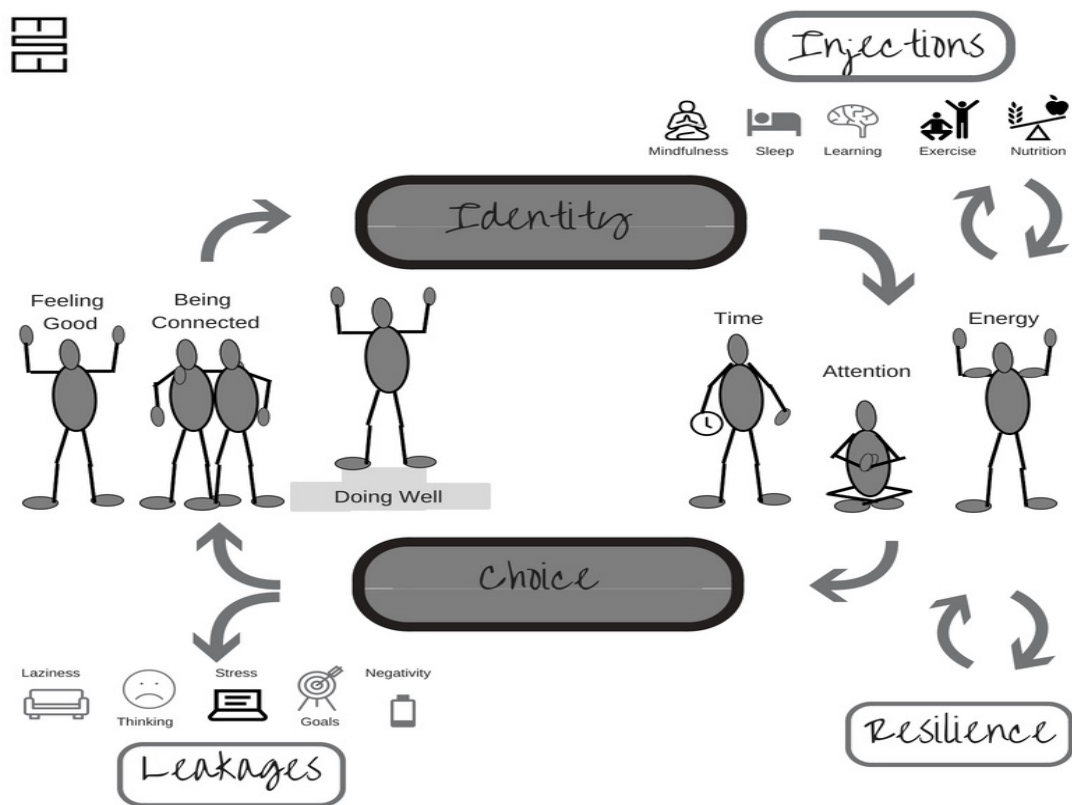 Injections
Mindfulness
Sleep
Learning
Exercise
Nutrition
Identity
Feeling
Good
Being
Connected
Time
Attention
Energy
Doing Well
Choice
Laziness
Thinking
Stress
Goals
Negativity
Leakages
Resilience